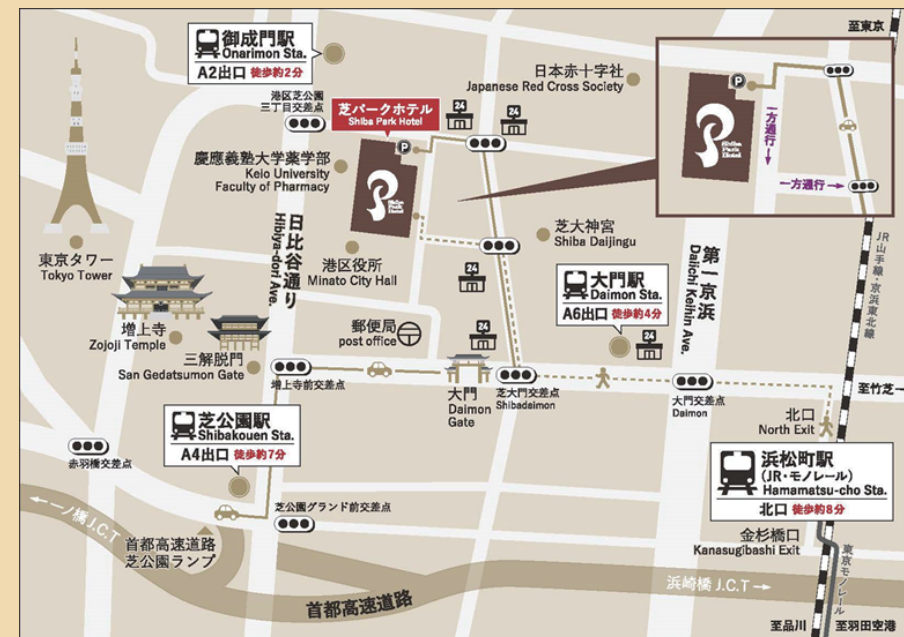 御成門駅
Onarimon Sta.
A2出口 徒歩約2分
至東京
日本赤十字社
Japanese Red Cross Society
港区芝公園
三丁目交差点
芝パークホテル
Shiba Park Hotel
24
24
P
P
Shiba
Park
Hotel
一方通行→
一方通行→
慶應義塾大学薬学部
Keio University
Faculty of Pharmacy
Shiba
Park
Hotel
日比谷通り
Hibiya-dori Ave.
港区役所
Minato City Hall
芝大神宮
Shiba Daijingu
第一京浜
Daiichi Keihin Ave.
JR山手線・京浜東北線
東京タワー
Tokyo Tower
24
大門駅
Daimon Sta.
A6出口 徒歩約4分
増上寺
Zojoji Temple
郵便局
post office
24
24
三解脱門
San Gedatsumon Gate
増上寺前交差点
大門
Daimon
Gate
芝大門交差点
Shibadaimon
大門交差点
Daimon
至竹芝
北口
North Exit
芝公園駅
Shibakouen Sta.
A4出口 徒歩約7分
赤羽橋交差点
浜松町駅
(JR・モノレール)
Hamamatsu-cho Sta.
北口 徒歩約8分
←一ノ橋J.C.T
芝公園グランド前交差点
首都高速道路
芝公園ランプ
金杉橋口
Kanasugibashi Exit
東京モノレール
浜崎橋J.C.T→
首都高速道路
至品川
至羽田空港